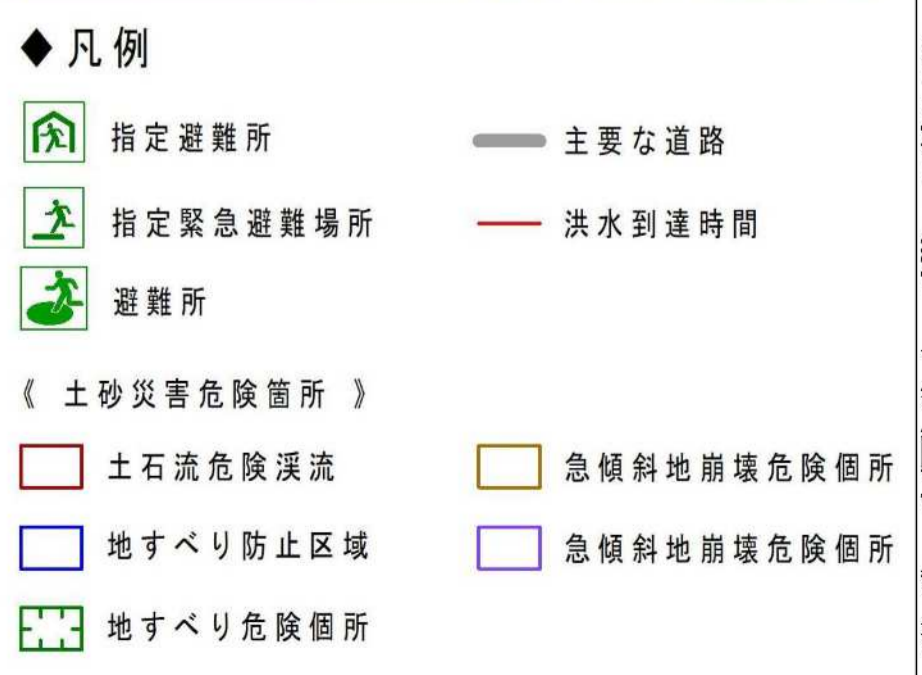 ◆凡例
指定避難所
主要な道路
指定緊急避難場所
洪水到達時間
避難所
《 土砂災害危険箇所 》
土石流危険渓流
急傾斜地崩壊危険個所
地すべり防止区域
急傾斜地崩壊危険個所
地すべり危険個所